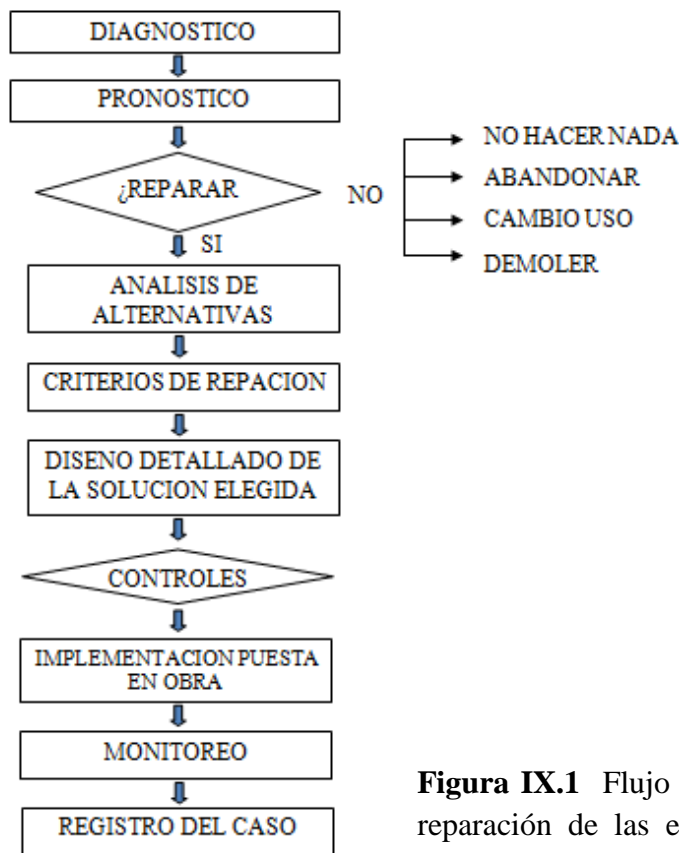 DIAGNOSTICO
PRONOSTICO
¿REPARAR
NO
NO HACER NADA
ABANDONAR
CAMBIO USO
DEMOLER
SI
ANALISIS DE
ALTERNATIVAS
CRITERIOS DE REPACION
DISENO DETALLADO DE
LA SOLUCION ELEGIDA
CONTROLES
IMPLEMENTACION PUESTA
EN OBRA
MONITOREO
REGISTRO DEL CASO
Figura IX.1 Flujo
reparación de las e